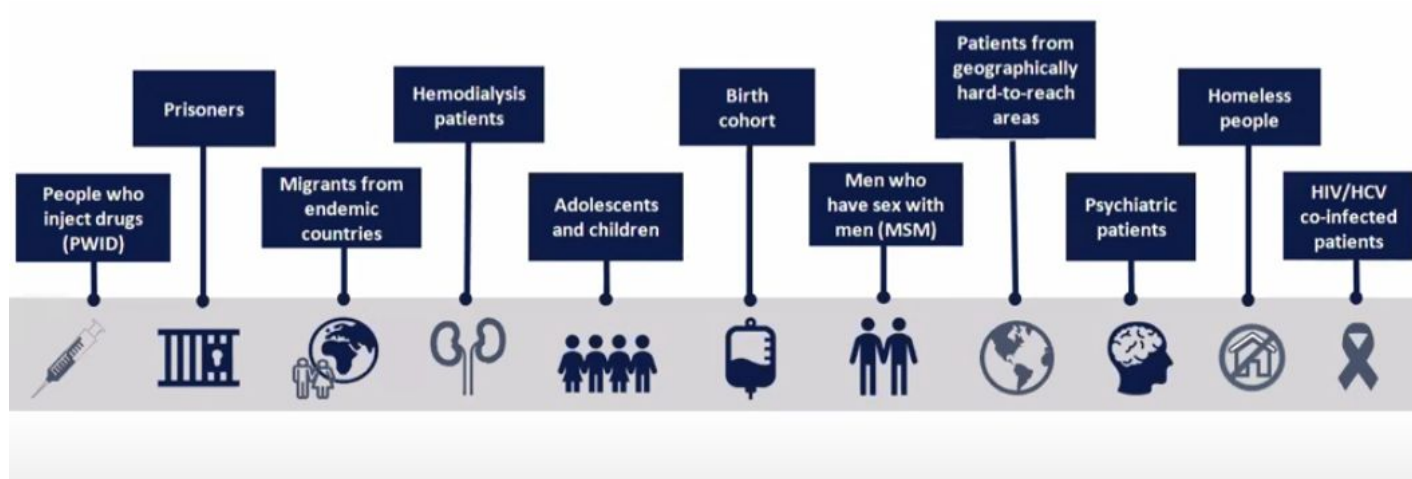 People who
inject drugs
(PWID)
Prisoners
Migrants from
endemic
countries
Hemodialysis
patients
Adolescents
and children
Birth
cohort
Men who
have sex with
men (MSM)
Patients from
geographically
hard-to-reach
areas
Psychiatric
patients
Homeless
people
HIV/HCV
co-infected
patients